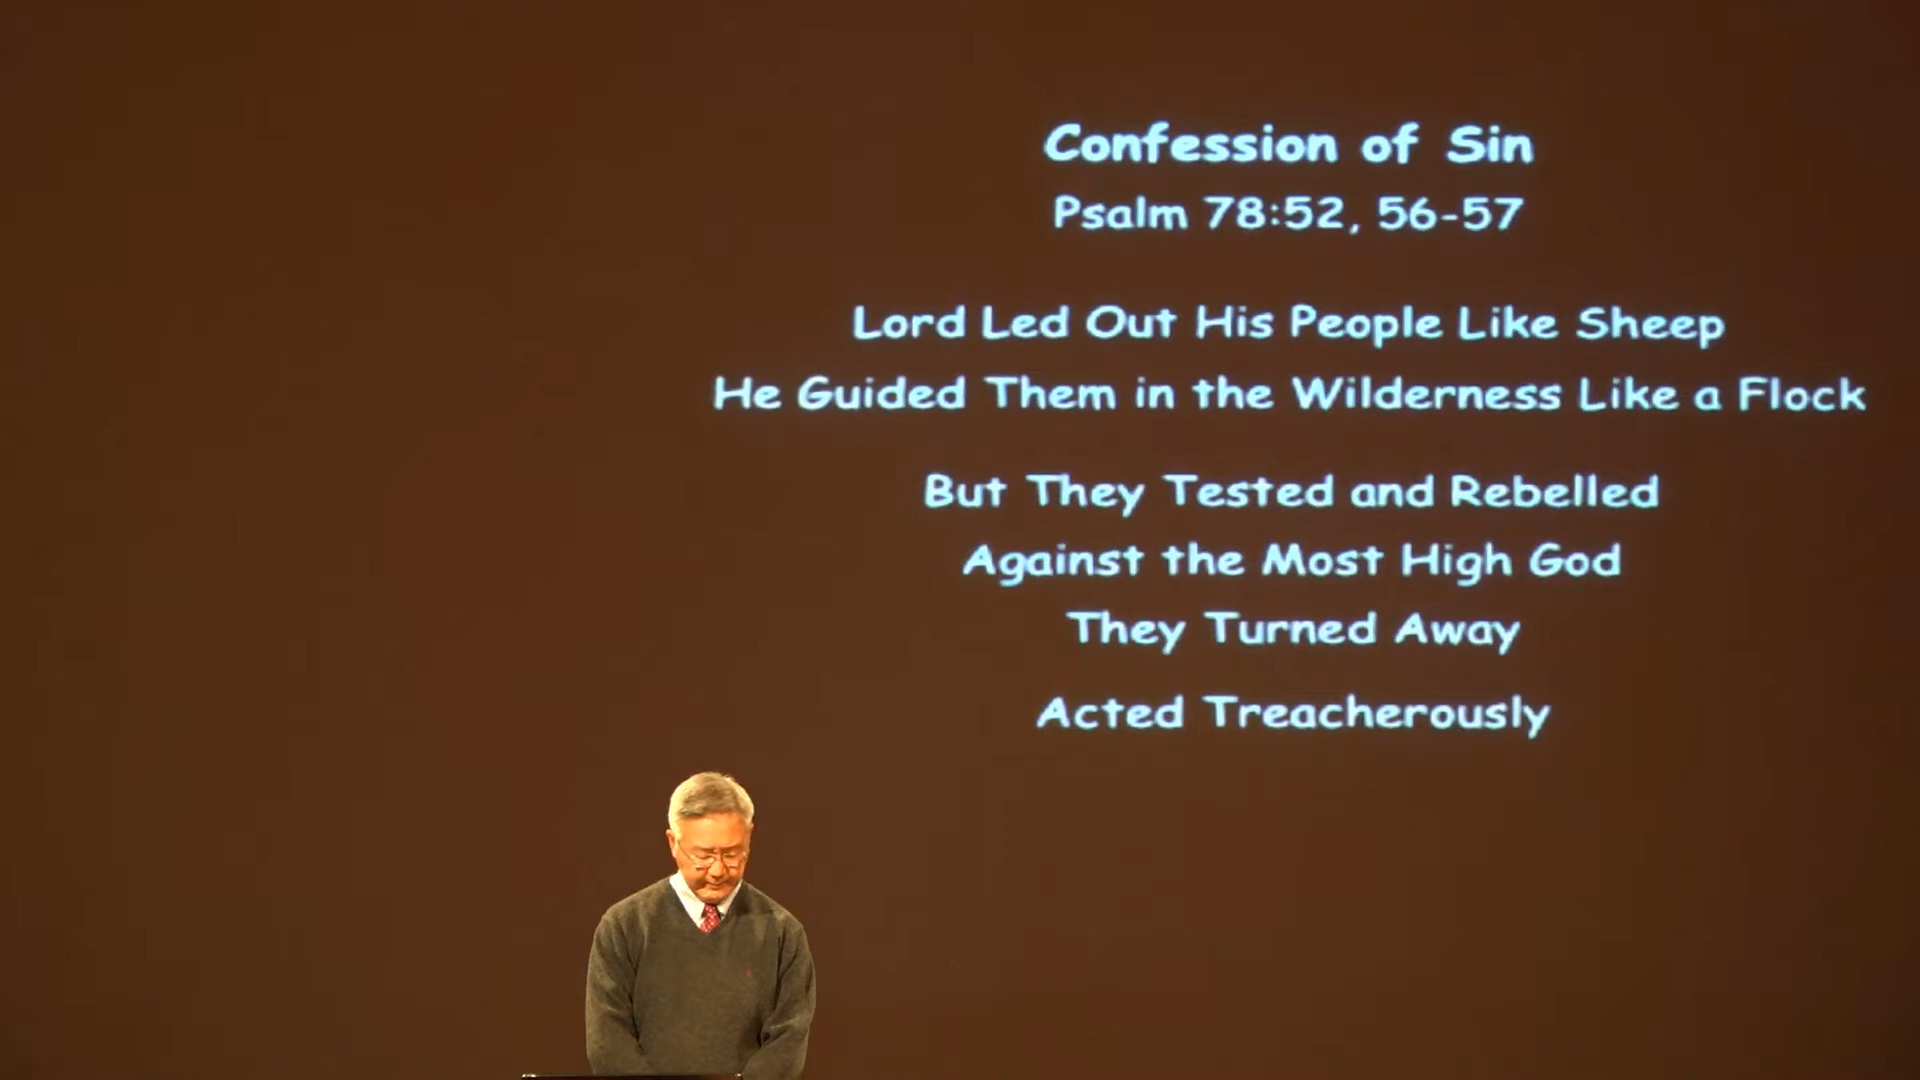 Confession of Sin
Psalm 78:52, 56-57
Lord Led Out His People Like Sheep
He Guided Them in the Wilderness Like a Flock
But They Tested and Rebelled
Against the Most High God
They Turned Away
Acted Treacherously